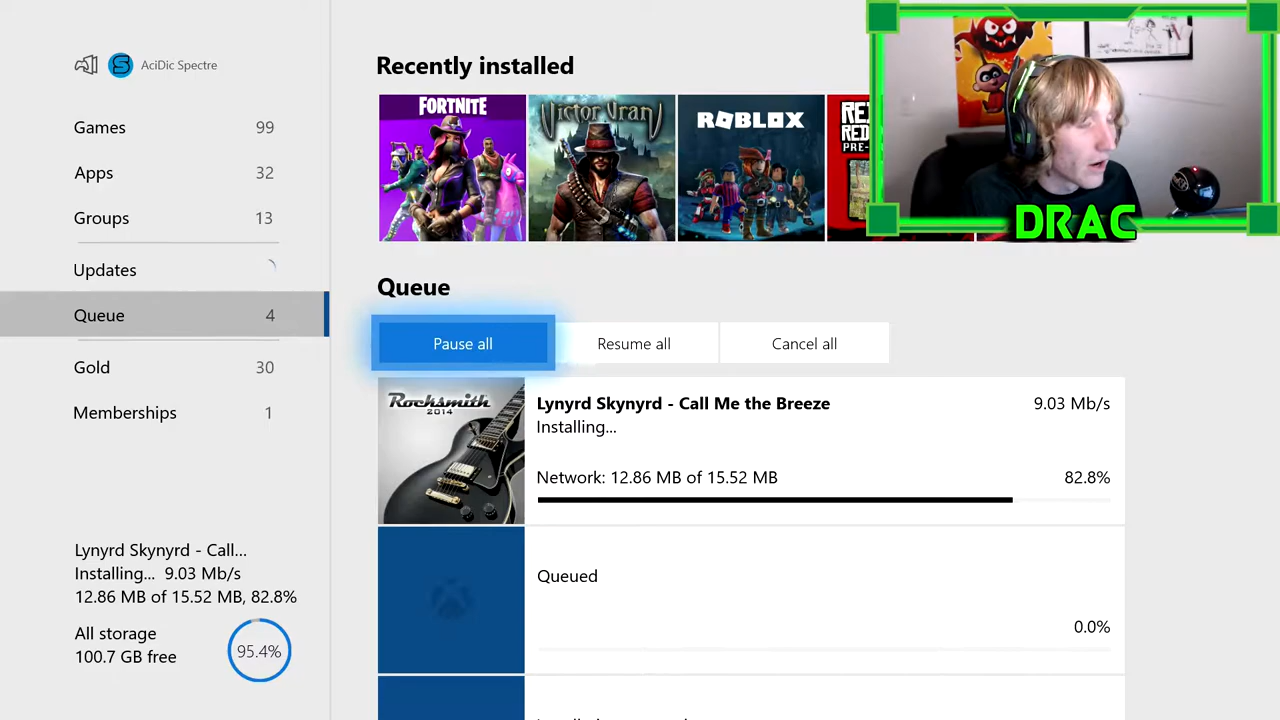 AciDic Spectre
Games 99
Apps 32
Groups 13
Updates
Queue 4
Gold 30
Memberships 1
Lynyrd Skynyrd - Call...
Installing... 9.03 Mb/s
12.86 MB of 15.52 MB, 82.8%
All storage
100.7 GB free
95.4%
Recently installed
FORTNITE
Victor Vran
ROBLOX
PRE-
DRAC
Queue
Pause all
Resume all
Cancel all
Rocksmith
2014
Lynyrd Skynyrd - Call Me the Breeze
9.03 Mb/s
Installing...
Network: 12.86 MB of 15.52 MB
82.8%
Queued
0.0%